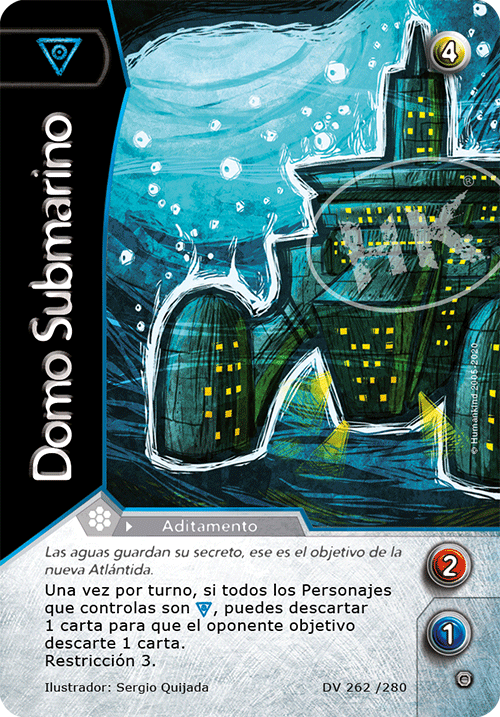 4
Domo Submarino
HK®
© HumanKind 2005-2020
Aditamento
Las aguas guardan su secreto, ese es el objetivo de la
nueva Atlántida.
Una vez por turno, si todos los Personajes
que controlas son , puedes descartar
1 carta para que el oponente objetivo
descarte 1 carta.
Restricción 3.
2
1
Ilustrador: Sergio Quijada
DV 262 /280